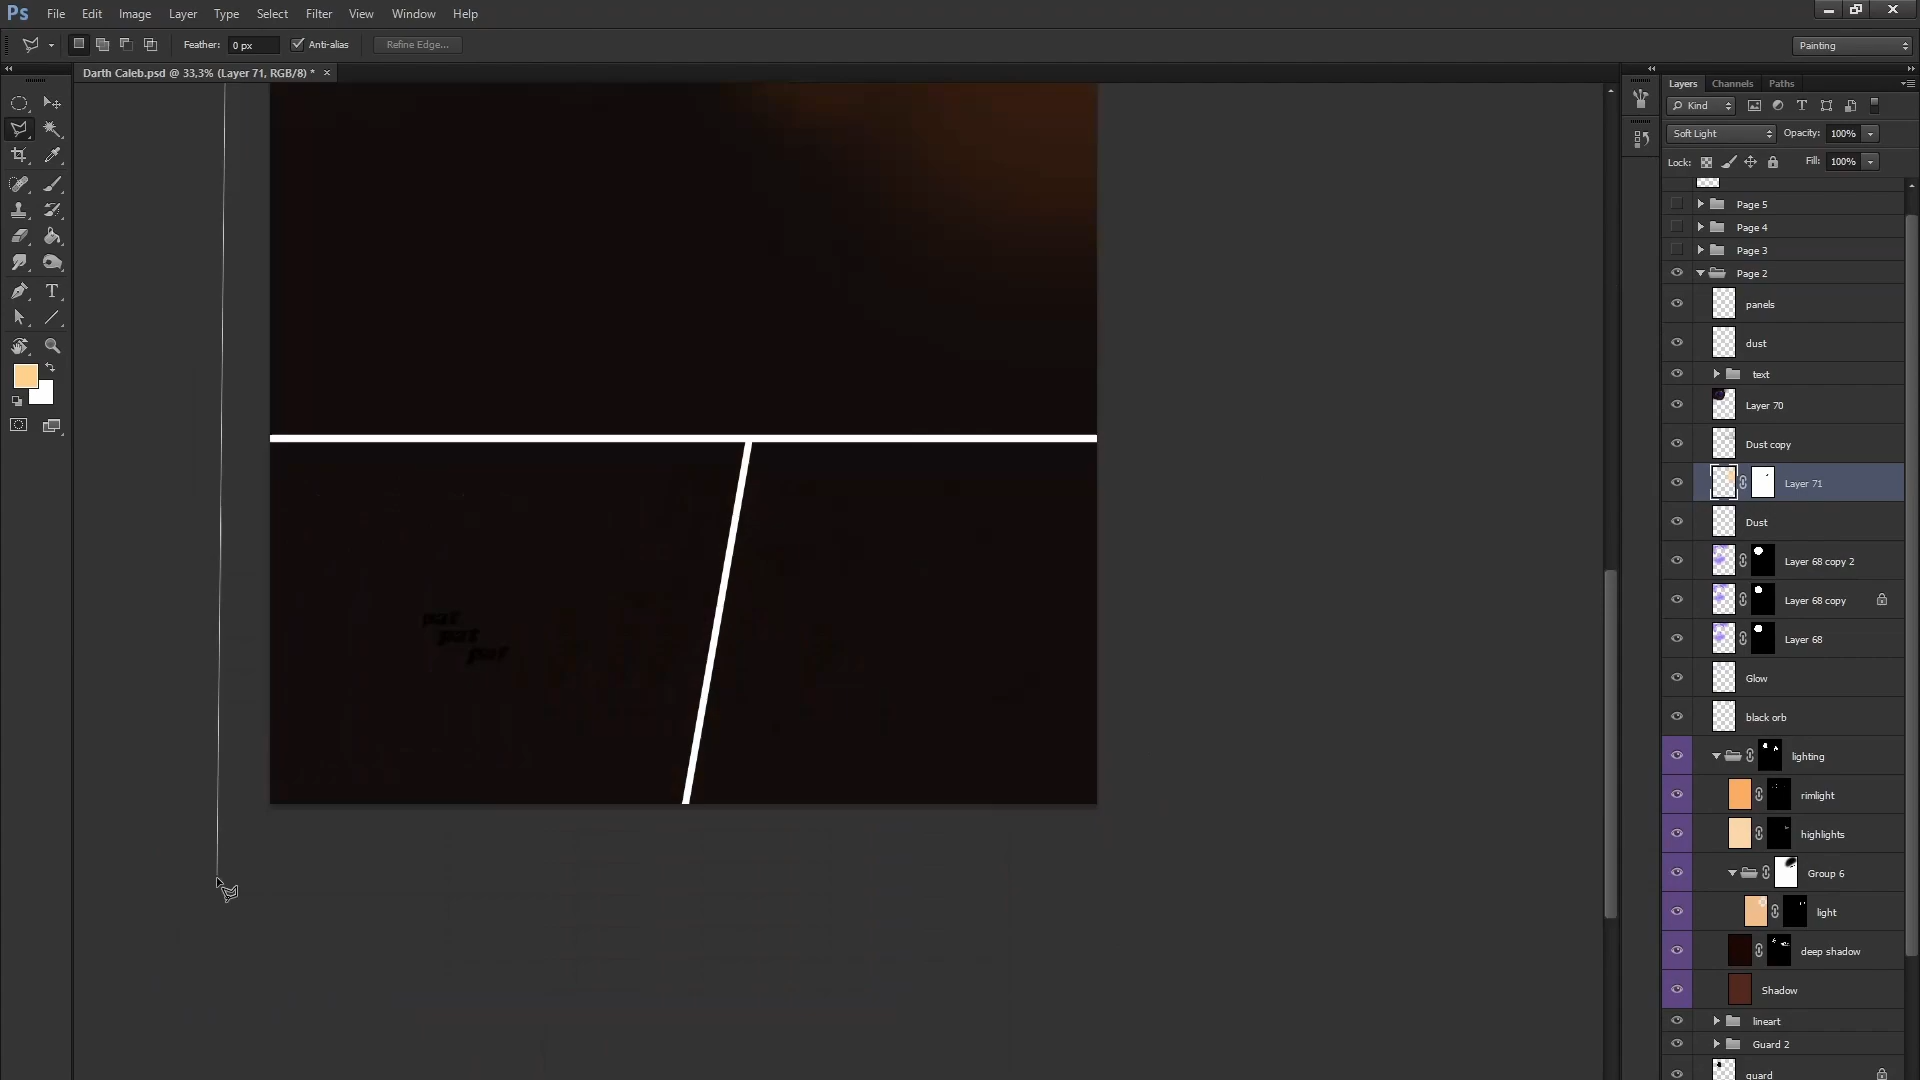 Ps File Edit Image Layer Type Select Filter View Window Help
Feather: 0 px Anti-alias Refine Edge... Painting
Darth Caleb.psd @ 33,3% (Layer 71, RGB/8) * ×
Layers Channels Paths
Kind
Soft Light Opacity: 100%
Lock: Fill: 100%
Page 5
Page 4
Page 3
Page 2
panels
dust
text
Layer 70
Dust copy
Layer 71
Dust
Layer 68 copy 2
Layer 68 copy
Layer 68
Glow
black orb
lighting
rimlight
highlights
Group 6
light
deep shadow
Shadow
lineart
Guard 2
guard
pat
pat
pat